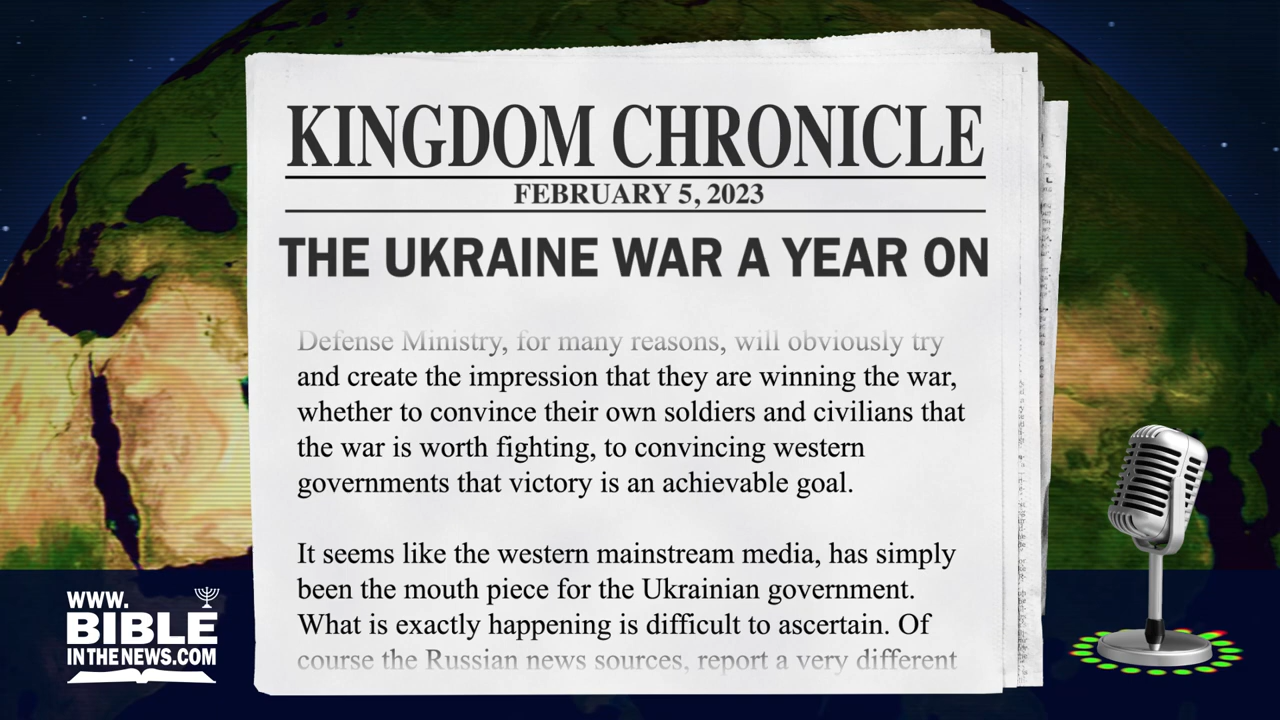 KINGDOM CHRONICLE
FEBRUARY 5, 2023
THE UKRAINE WAR A YEAR ON
Defense Ministry, for many reasons, will obviously try
and create the impression that they are winning the war,
whether to convince their own soldiers and civilians that
the war is worth fighting, to convincing western
governments that victory is an achievable goal.
It seems like the western mainstream media, has simply
been the mouth piece for the Ukrainian government.
What is exactly happening is difficult to ascertain. Of
course the Russian news sources, report a very different
WWW.
BIBLE
INTHENEWS.COM